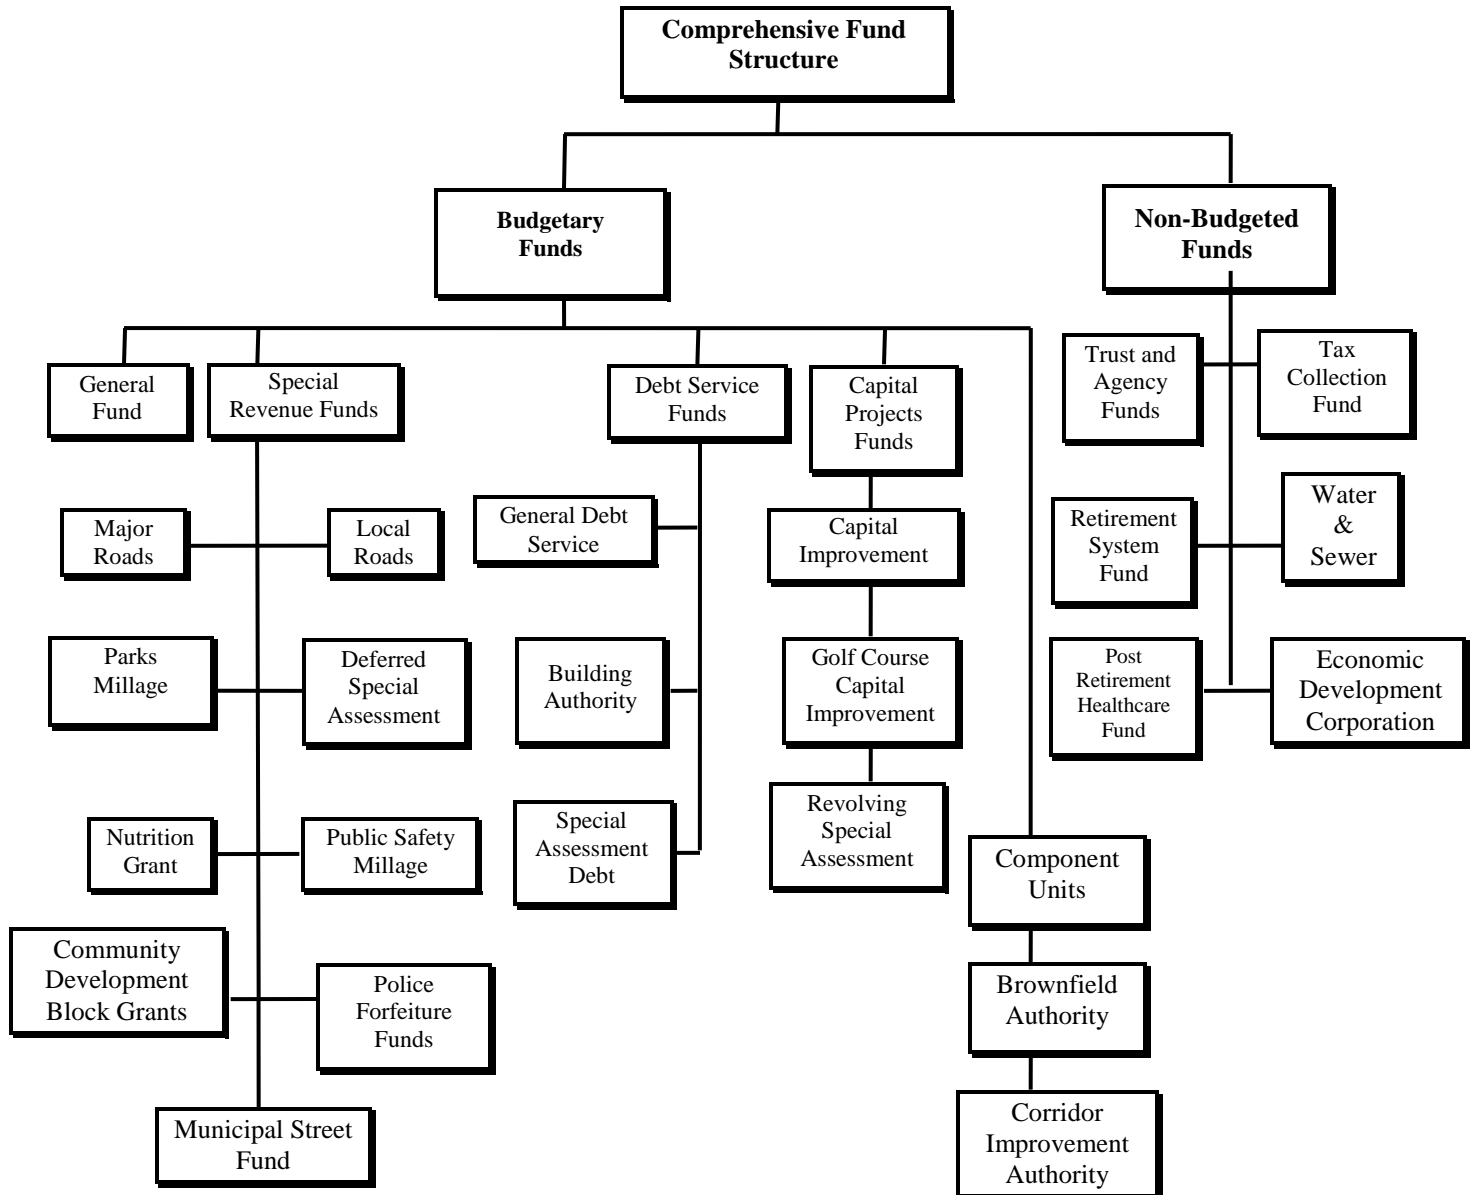 Comprehensive Fund
Structure
Budgetary
Funds
Non-Budgeted
Funds
General
Fund
Special
Revenue Funds
Debt Service
Funds
Capital
Projects
Funds
Trust and
Agency
Funds
Tax
Collection
Fund
Major
Roads
Local
Roads
General Debt
Service
Capital
Improvement
Retirement
System
Fund
Water
&
Sewer
Parks
Millage
Deferred
Special
Assessment
Building
Authority
Golf Course
Capital
Improvement
Post
Retirement
Healthcare
Fund
Economic
Development
Corporation
Nutrition
Grant
Public Safety
Millage
Special
Assessment
Debt
Revolving
Special
Assessment
Component
Units
Community
Development
Block Grants
Police
Forfeiture
Funds
Brownfield
Authority
Municipal Street
Fund
Corridor
Improvement
Authority